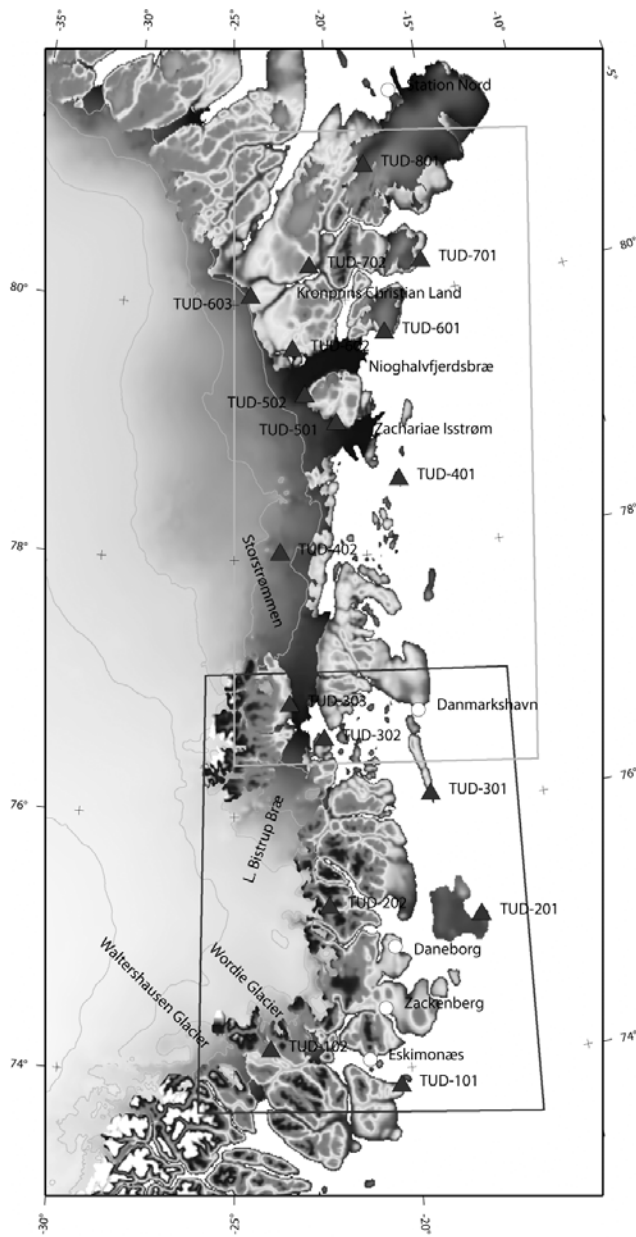 -35°
-30°
-25°
-20°
-15°
-10°
-5°
Station Nord
TUD-801
TUD-701
80°
TUD-702
80°
Kronprins Christian Land
TUD-603
TUD-601
Nioghalvfjerdsbræ
TUD-502
TUD-501
Zachariae Isstrøm
TUD-401
78°
78°
TUD-402
Storstrømmen
TUD-303
Danmarkshavn
TUD-302
76°
TUD-301
76°
L. Bistrup Bræ
TUD-202
TUD-201
Daneborg
Wordie Glacier
Waltershausen Glacier
Zackenberg
74°
TUD-102
Eskimonæs
74°
TUD-101
-30°
-25°
-20°